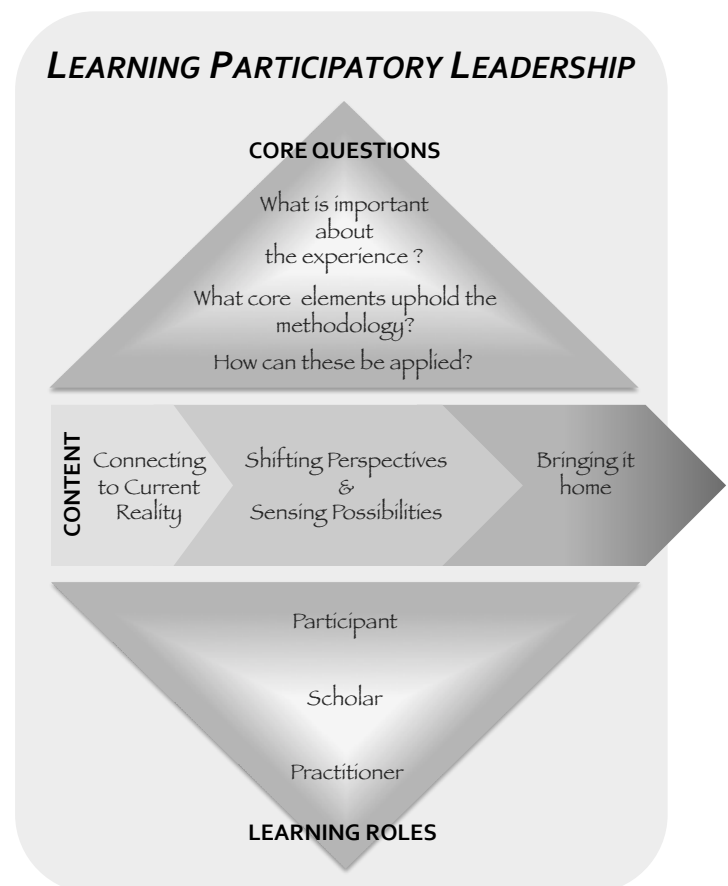 LEARNING PARTICIPATORY LEADERSHIP
CORE QUESTIONS
What is important
about
the experience ?
What core elements uphold the
methodology?
How can these be applied?
CONTENT
Connecting
to Current
Reality
Shifting Perspectives
&
Sensing Possibilities
Bringing it
home
Participant
Scholar
Practitioner
LEARNING ROLES